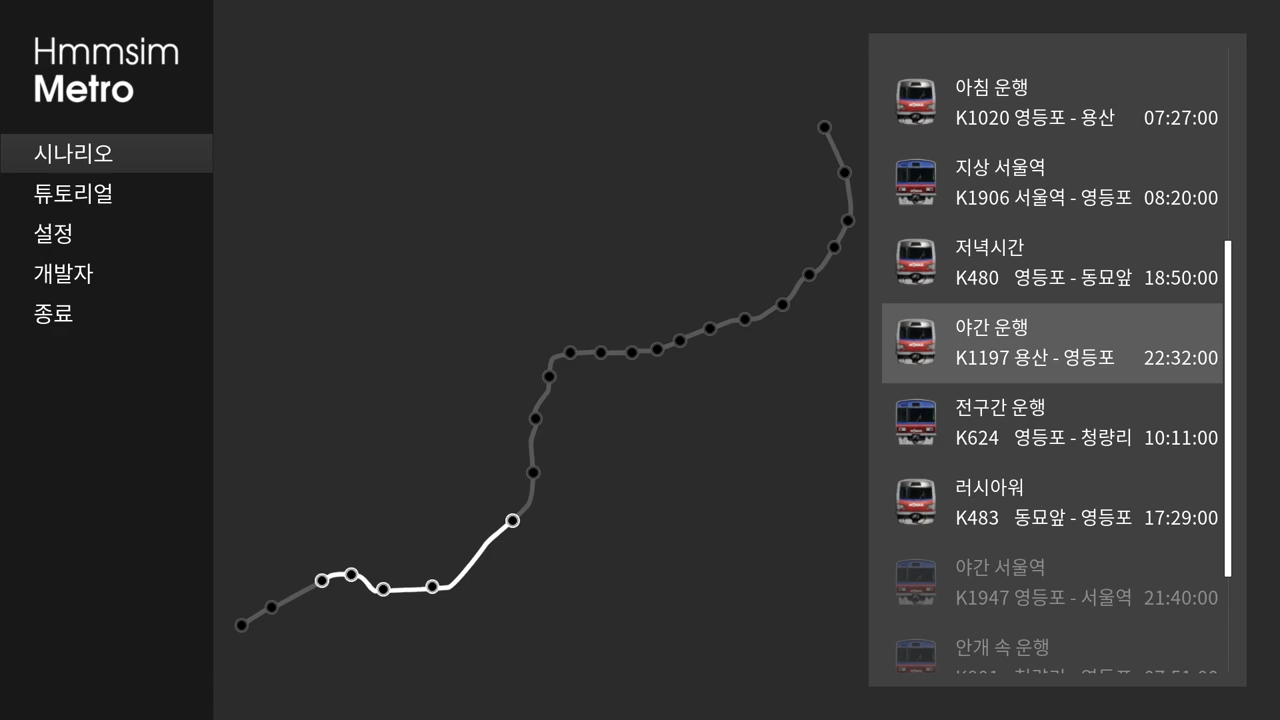 Hmmsim
Metro
시나리오
튜토리얼
설정
개발자
종료
아침 운행
K1020 영등포 - 용산 07:27:00
지상 서울역
K1906 서울역 - 영등포 08:20:00
저녁시간
K480 영등포 - 동묘앞 18:50:00
야간 운행
K1197 용산 - 영등포 22:32:00
전구간 운행
K624 영등포 - 청량리 10:11:00
러시아워
K483 동묘앞 - 영등포 17:29:00
야간 서울역
K1947 영등포 - 서울역 21:40:00
안개 속 운행